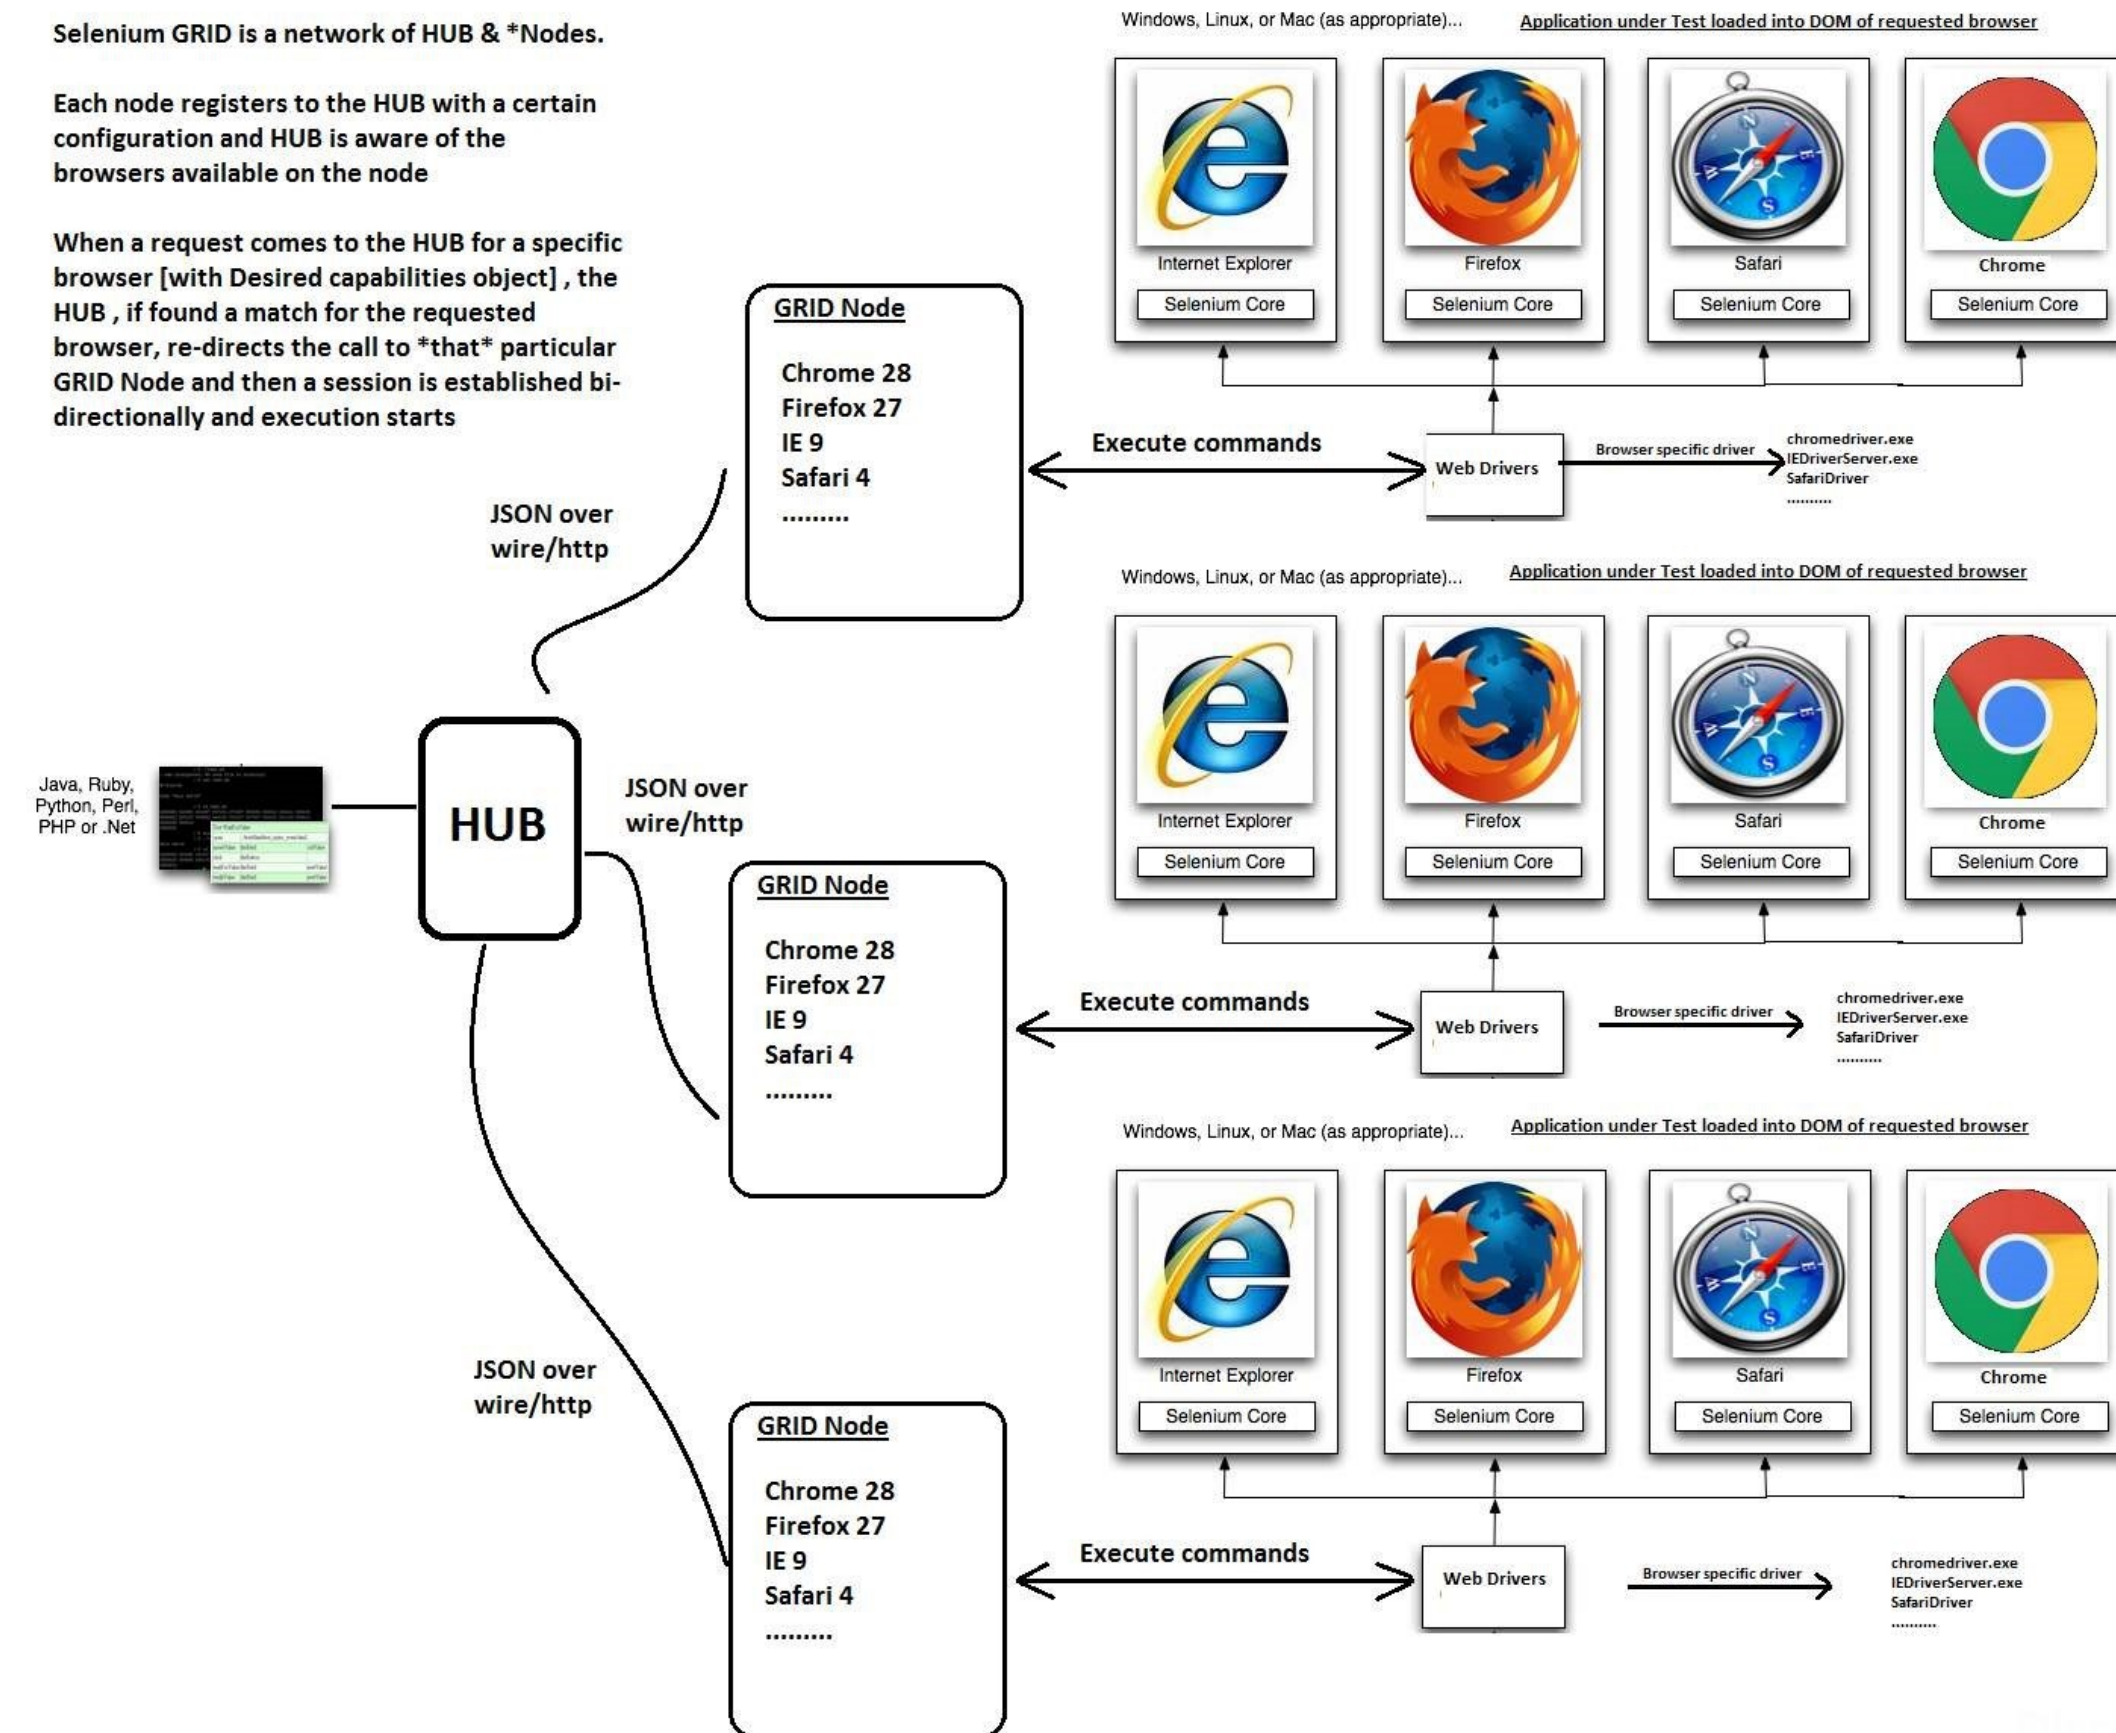 Selenium GRID is a network of HUB & *Nodes.
Each node registers to the HUB with a certain
configuration and HUB is aware of the
browsers available on the node
When a request comes to the HUB for a specific
browser [with Desired capabilities object] , the
HUB , if found a match for the requested
browser, re-directs the call to *that* particular
GRID Node and then a session is established bi-
directionally and execution starts
Java, Ruby,
Python, Perl,
PHP or .Net
HUB
JSON over
wire/http
GRID Node
Chrome 28
Firefox 27
IE 9
Safari 4
.........
Execute commands
Web Drivers
Browser specific driver
chromedriver.exe
IEDriverServer.exe
SafariDriver
..........
Windows, Linux, or Mac (as appropriate)...
Application under Test loaded into DOM of requested browser
Internet Explorer
Selenium Core
Firefox
Selenium Core
Safari
Selenium Core
Chrome
Selenium Core
JSON over
wire/http
GRID Node
Chrome 28
Firefox 27
IE 9
Safari 4
.........
Execute commands
Web Drivers
Browser specific driver
chromedriver.exe
IEDriverServer.exe
SafariDriver
..........
Windows, Linux, or Mac (as appropriate)...
Application under Test loaded into DOM of requested browser
Internet Explorer
Selenium Core
Firefox
Selenium Core
Safari
Selenium Core
Chrome
Selenium Core
JSON over
wire/http
GRID Node
Chrome 28
Firefox 27
IE 9
Safari 4
.........
Execute commands
Web Drivers
Browser specific driver
chromedriver.exe
IEDriverServer.exe
SafariDriver
..........
Windows, Linux, or Mac (as appropriate)...
Application under Test loaded into DOM of requested browser
Internet Explorer
Selenium Core
Firefox
Selenium Core
Safari
Selenium Core
Chrome
Selenium Core